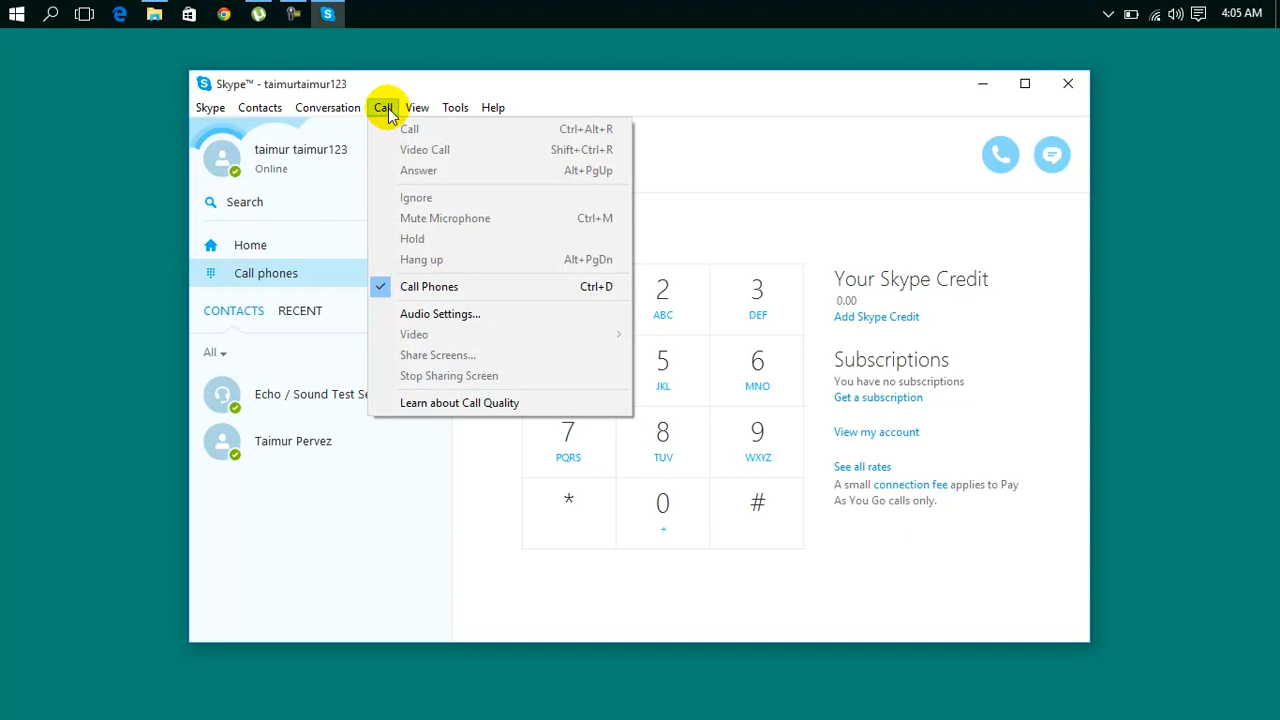 4:05 AM
Skype™ - taimurtaimur123
Skype Contacts Conversation Call View Tools Help
taimur taimur123
Online
Search
Home
Call phones
CONTACTS RECENT
All
Echo / Sound Test Se
Taimur Pervez
Call Ctrl+Alt+R
Video Call Shift+Ctrl+R
Answer Alt+PgUp
Ignore
Mute Microphone Ctrl+M
Hold
Hang up Alt+PgDn
Call Phones Ctrl+D
Audio Settings...
Video
Share Screens...
Stop Sharing Screen
Learn about Call Quality
2 3
ABC DEF
5 6
JKL MNO
7 8 9
PQRS TUV WXYZ
* 0 #
+
Your Skype Credit
0.00
Add Skype Credit
Subscriptions
You have no subscriptions
Get a subscription
View my account
See all rates
A small connection fee applies to Pay
As You Go calls only.